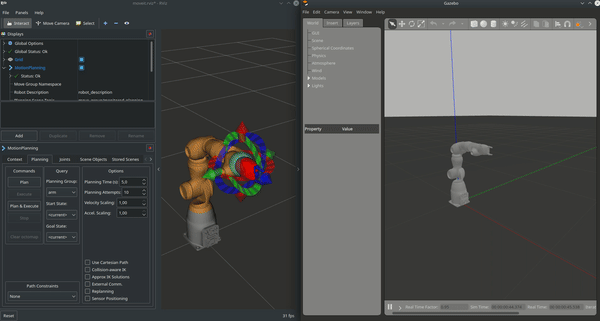 moveit.rviz* - RViz
File Panels Help
Interact Move Camera Select
Displays
Global Options
Global Status: Ok
Grid
MotionPlanning
Status: Ok
Move Group Namespace
Robot Description robot_description
Add Duplicate Remove Rename
MotionPlanning
Context Planning Joints Scene Objects Stored Scenes
Commands Query Options
Plan
Execute
Plan & Execute
Stop
Clear octomap
Planning Group:
arm
Start State:
<current>
Goal State:
<current>
Planning Time (s): 5,0
Planning Attempts: 10
Velocity Scaling: 1,00
Accel. Scaling: 1,00
Use Cartesian Path
Collision-aware IK
Approx IK Solutions
External Comm.
Replanning
Sensor Positioning
Path Constraints
None
Reset 31 fps
Gazebo
File Edit Camera View Window Help
World Insert Layers
GUI
Scene
Spherical Coordinates
Physics
Atmosphere
Wind
Models
Lights
Property Value
Real Time Factor: Sim Time: Real Time: